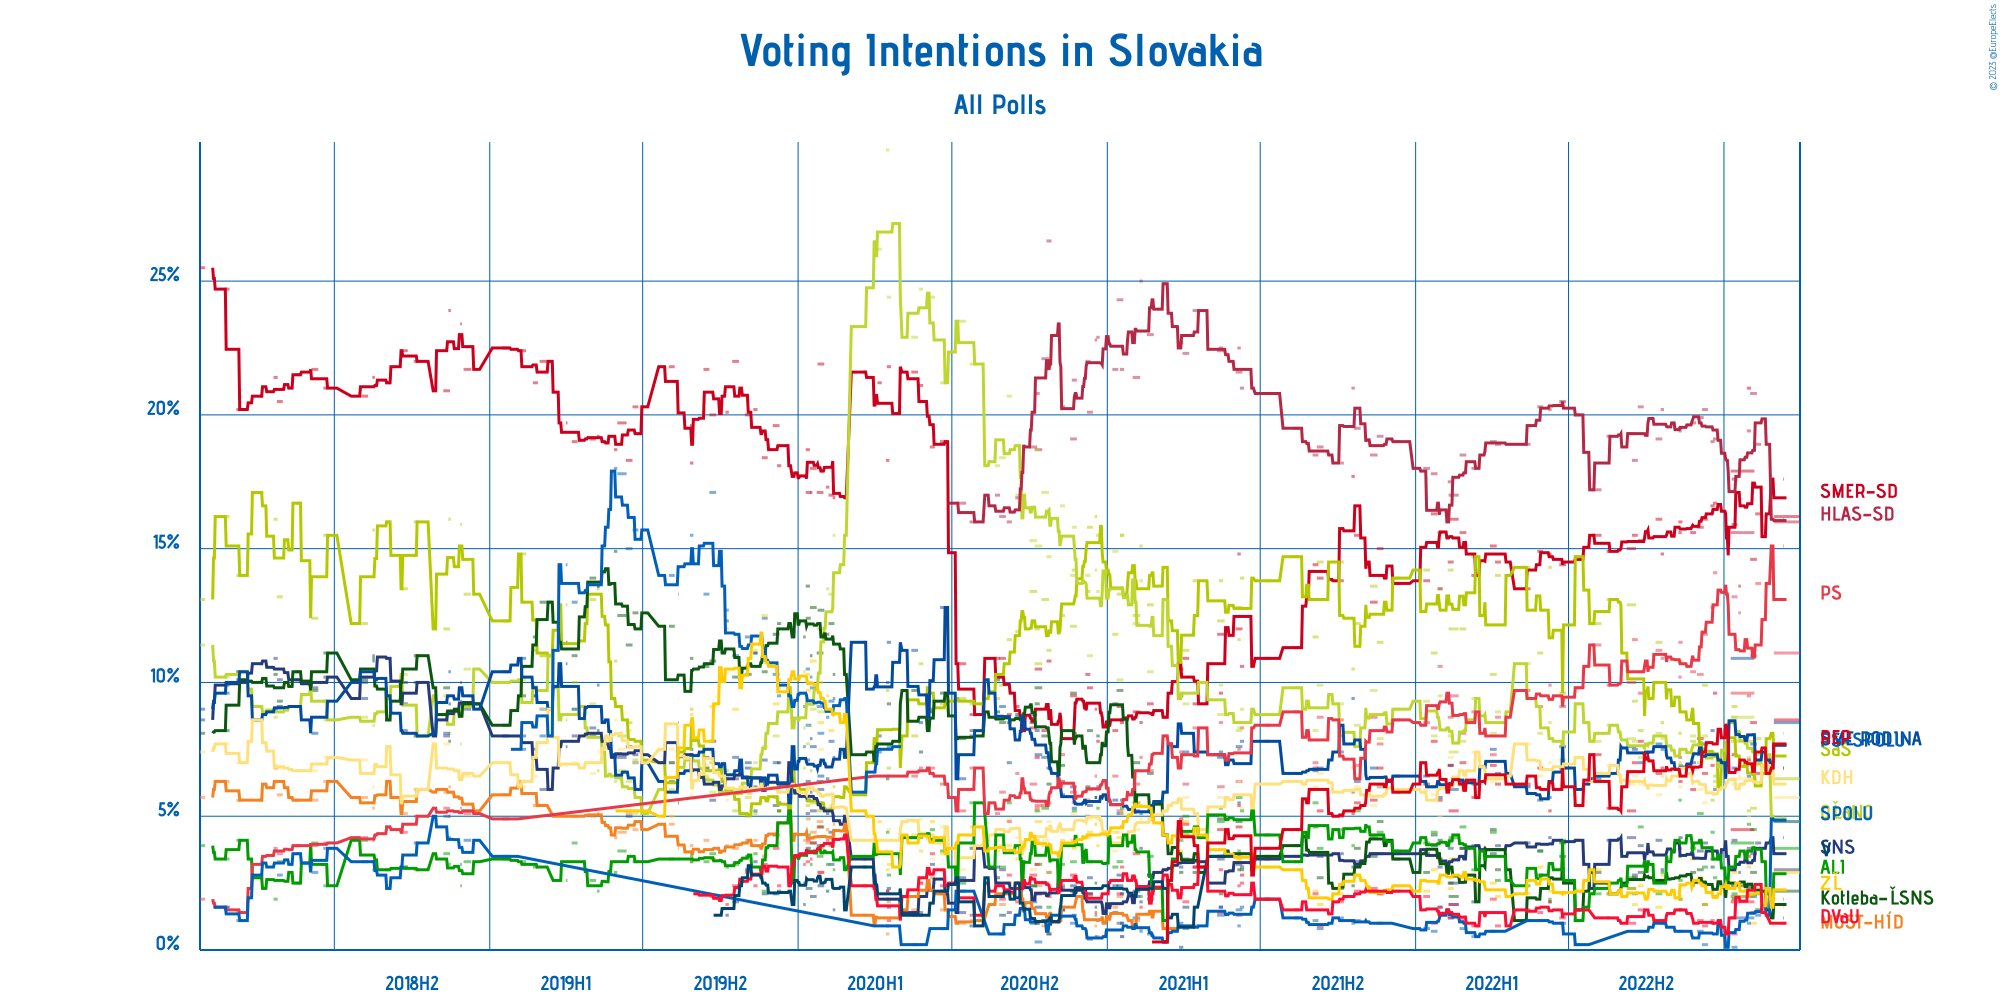 © 2023 @EuropeElects
Voting Intentions in Slovakia
All Polls
25%
20%
15%
10%
5%
0%
SMER-SD
HLAS-SD
PS
SaS
KDH
SPOLU
SNS
ALI
ZĽ
Kotleba-ĽSNS
DVaU
MOST-HÍD
2018H2
2019H1
2019H2
2020H1
2020H2
2021H1
2021H2
2022H1
2022H2